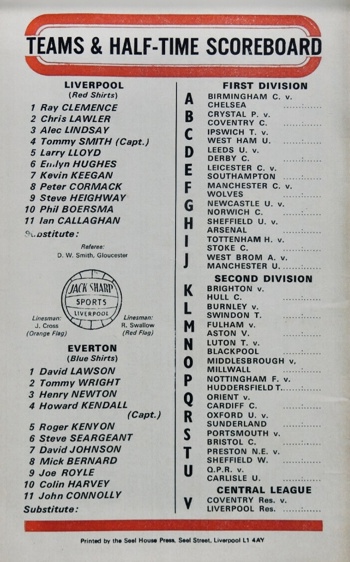 TEAMS & HALF-TIME SCOREBOARD
LIVERPOOL
(Red Shirts)
1 Ray CLEMENCE
2 Chris LAWLER
3 Alec LINDSAY
4 Tommy SMITH (Capt.)
5 Larry LLOYD
6 Emlyn HUGHES
7 Kevin KEEGAN
8 Peter CORMACK
9 Steve HEIGHWAY
10 Phil BOERSMA
11 Ian CALLAGHAN
Substitute:
Referee:
D. W. Smith, Gloucester
JACK SHARP
SPORTS
LIVERPOOL
Linesman:
J. Cross
(Orange Flag)
Linesman:
R. Swallow
(Red Flag)
EVERTON
(Blue Shirts)
1 David LAWSON
2 Tommy WRIGHT
3 Henry NEWTON
4 Howard KENDALL
(Capt.)
5 Roger KENYON
6 Steve SEARGEANT
7 David JOHNSON
8 Mick BERNARD
9 Joe ROYLE
10 Colin HARVEY
11 John CONNOLLY
Substitute:
FIRST DIVISION
A BIRMINGHAM C. v.
CHELSEA
B CRYSTAL P. v.
COVENTRY C.
C IPSWICH T. v.
WEST HAM U.
D LEEDS U. v.
DERBY C.
E LEICESTER C. v.
SOUTHAMPTON
F MANCHESTER C. v.
WOLVES
G NEWCASTLE U. v.
NORWICH C.
H SHEFFIELD U. v.
ARSENAL
I TOTTENHAM H. v.
STOKE C.
J WEST BROM A. v.
MANCHESTER U.
SECOND DIVISION
K BRIGHTON v.
HULL C.
L BURNLEY v.
SWINDON T.
M FULHAM v.
ASTON V.
N LUTON T. v.
BLACKPOOL
O MIDDLESBROUGH v.
MILLWALL
P NOTTINGHAM F. v.
HUDDERSFIELD T.
Q ORIENT v.
CARDIFF C.
R OXFORD U. v.
SUNDERLAND
S PORTSMOUTH v.
BRISTOL C.
T PRESTON N.E. v.
SHEFFIELD W.
U Q.P.R. v.
CARLISLE U.
CENTRAL LEAGUE
V COVENTRY Res. v.
LIVERPOOL Res.
Printed by the Seel House Press, Seel Street, Liverpool L1 4AY